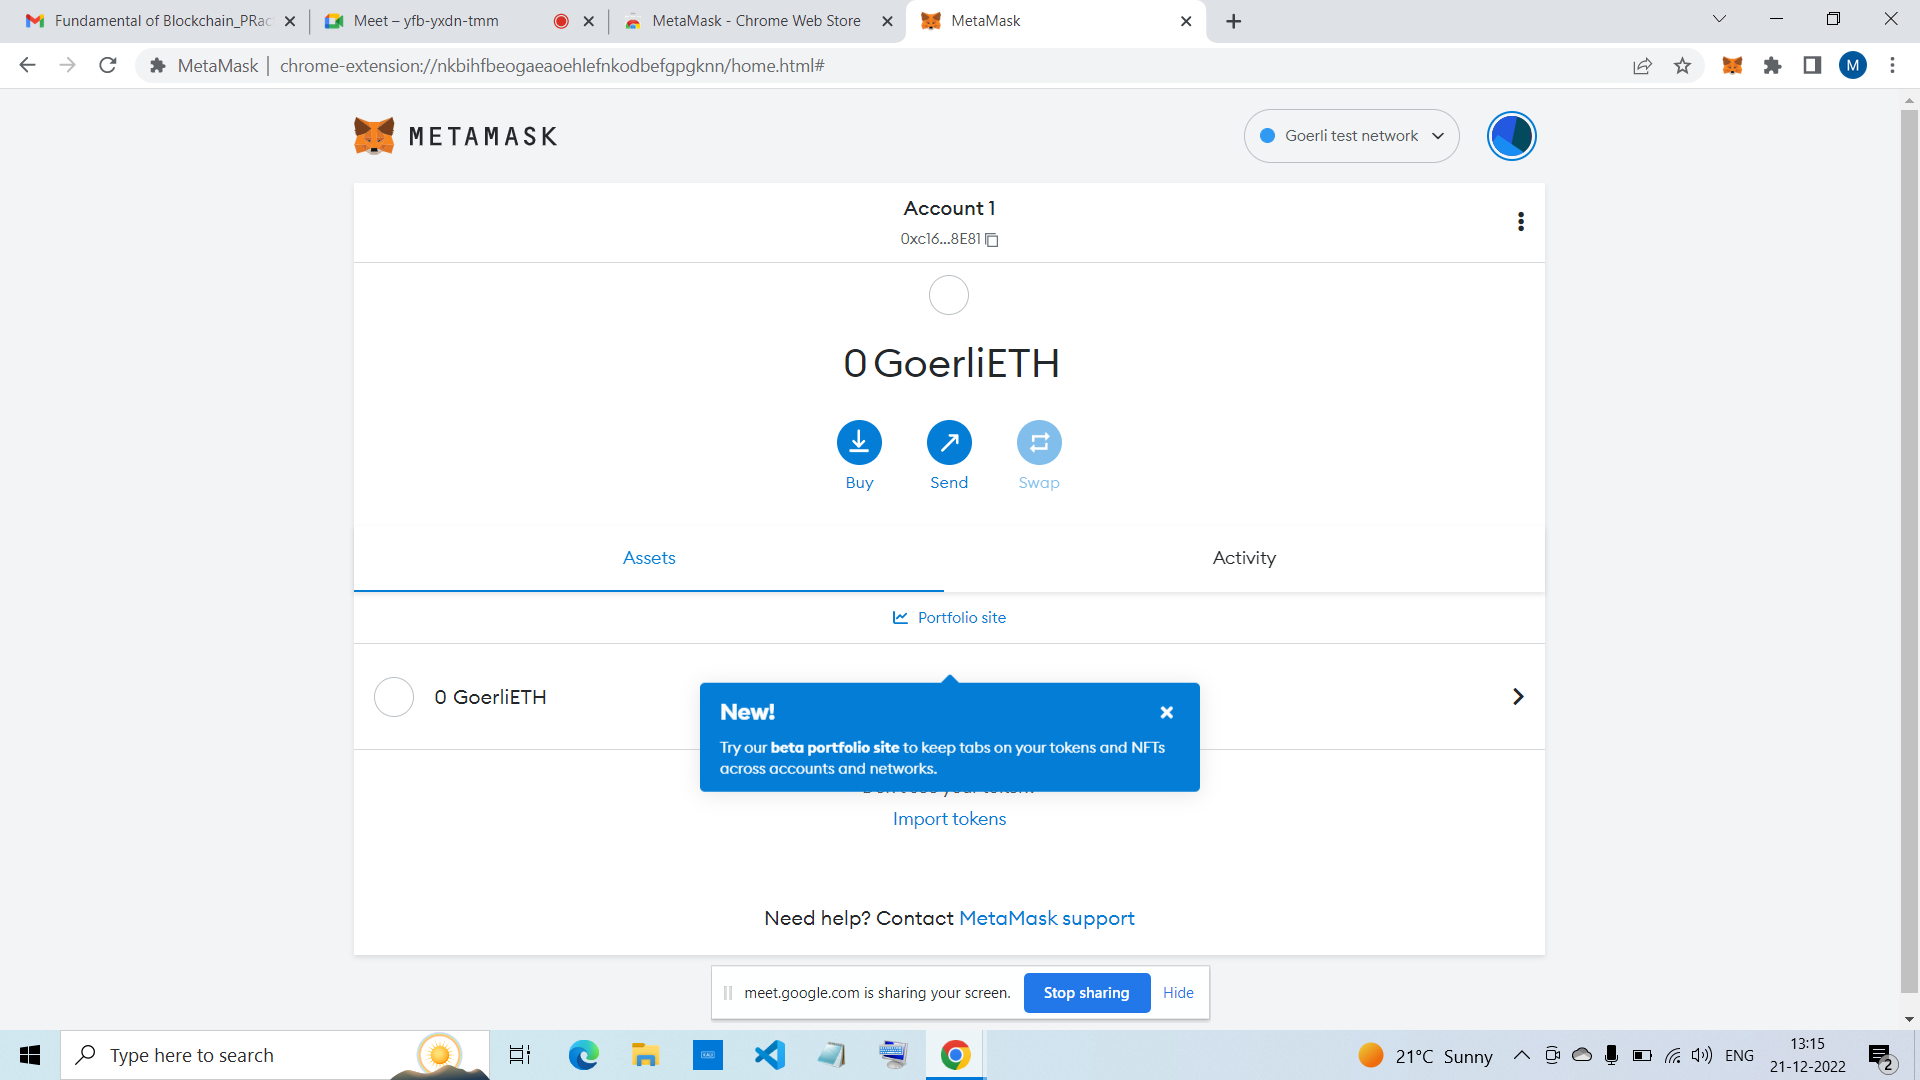 Fundamental of Blockchain_PRac
Meet – yfb-yxdn-tmm
MetaMask - Chrome Web Store
MetaMask
MetaMask | chrome-extension://nkbihfbeogaeaoehlefnkodbefgpgknn/home.html#
M
METAMASK
Goerli test network
Account 1
0xc16...8E81
0 GoerliETH
Buy
Send
Swap
Assets
Activity
Portfolio site
0 GoerliETH
New!
Try our beta portfolio site to keep tabs on your tokens and NFTs
across accounts and networks.
Import tokens
Need help? Contact MetaMask support
meet.google.com is sharing your screen.
Stop sharing
Hide
Type here to search
21°C Sunny
ENG
13:15
21-12-2022
2